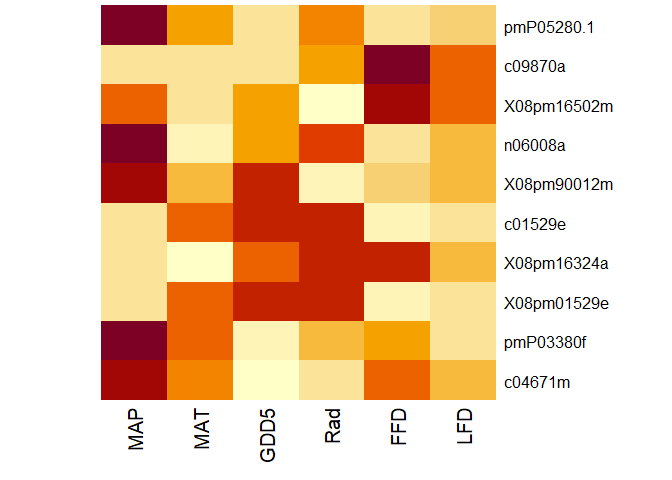 pmP05280.1
c09870a
X08pm16502m
n06008a
X08pm90012m
c01529e
X08pm16324a
X08pm01529e
pmP03380f
c04671m
MAP MAT GDD5 Rad FFD LFD